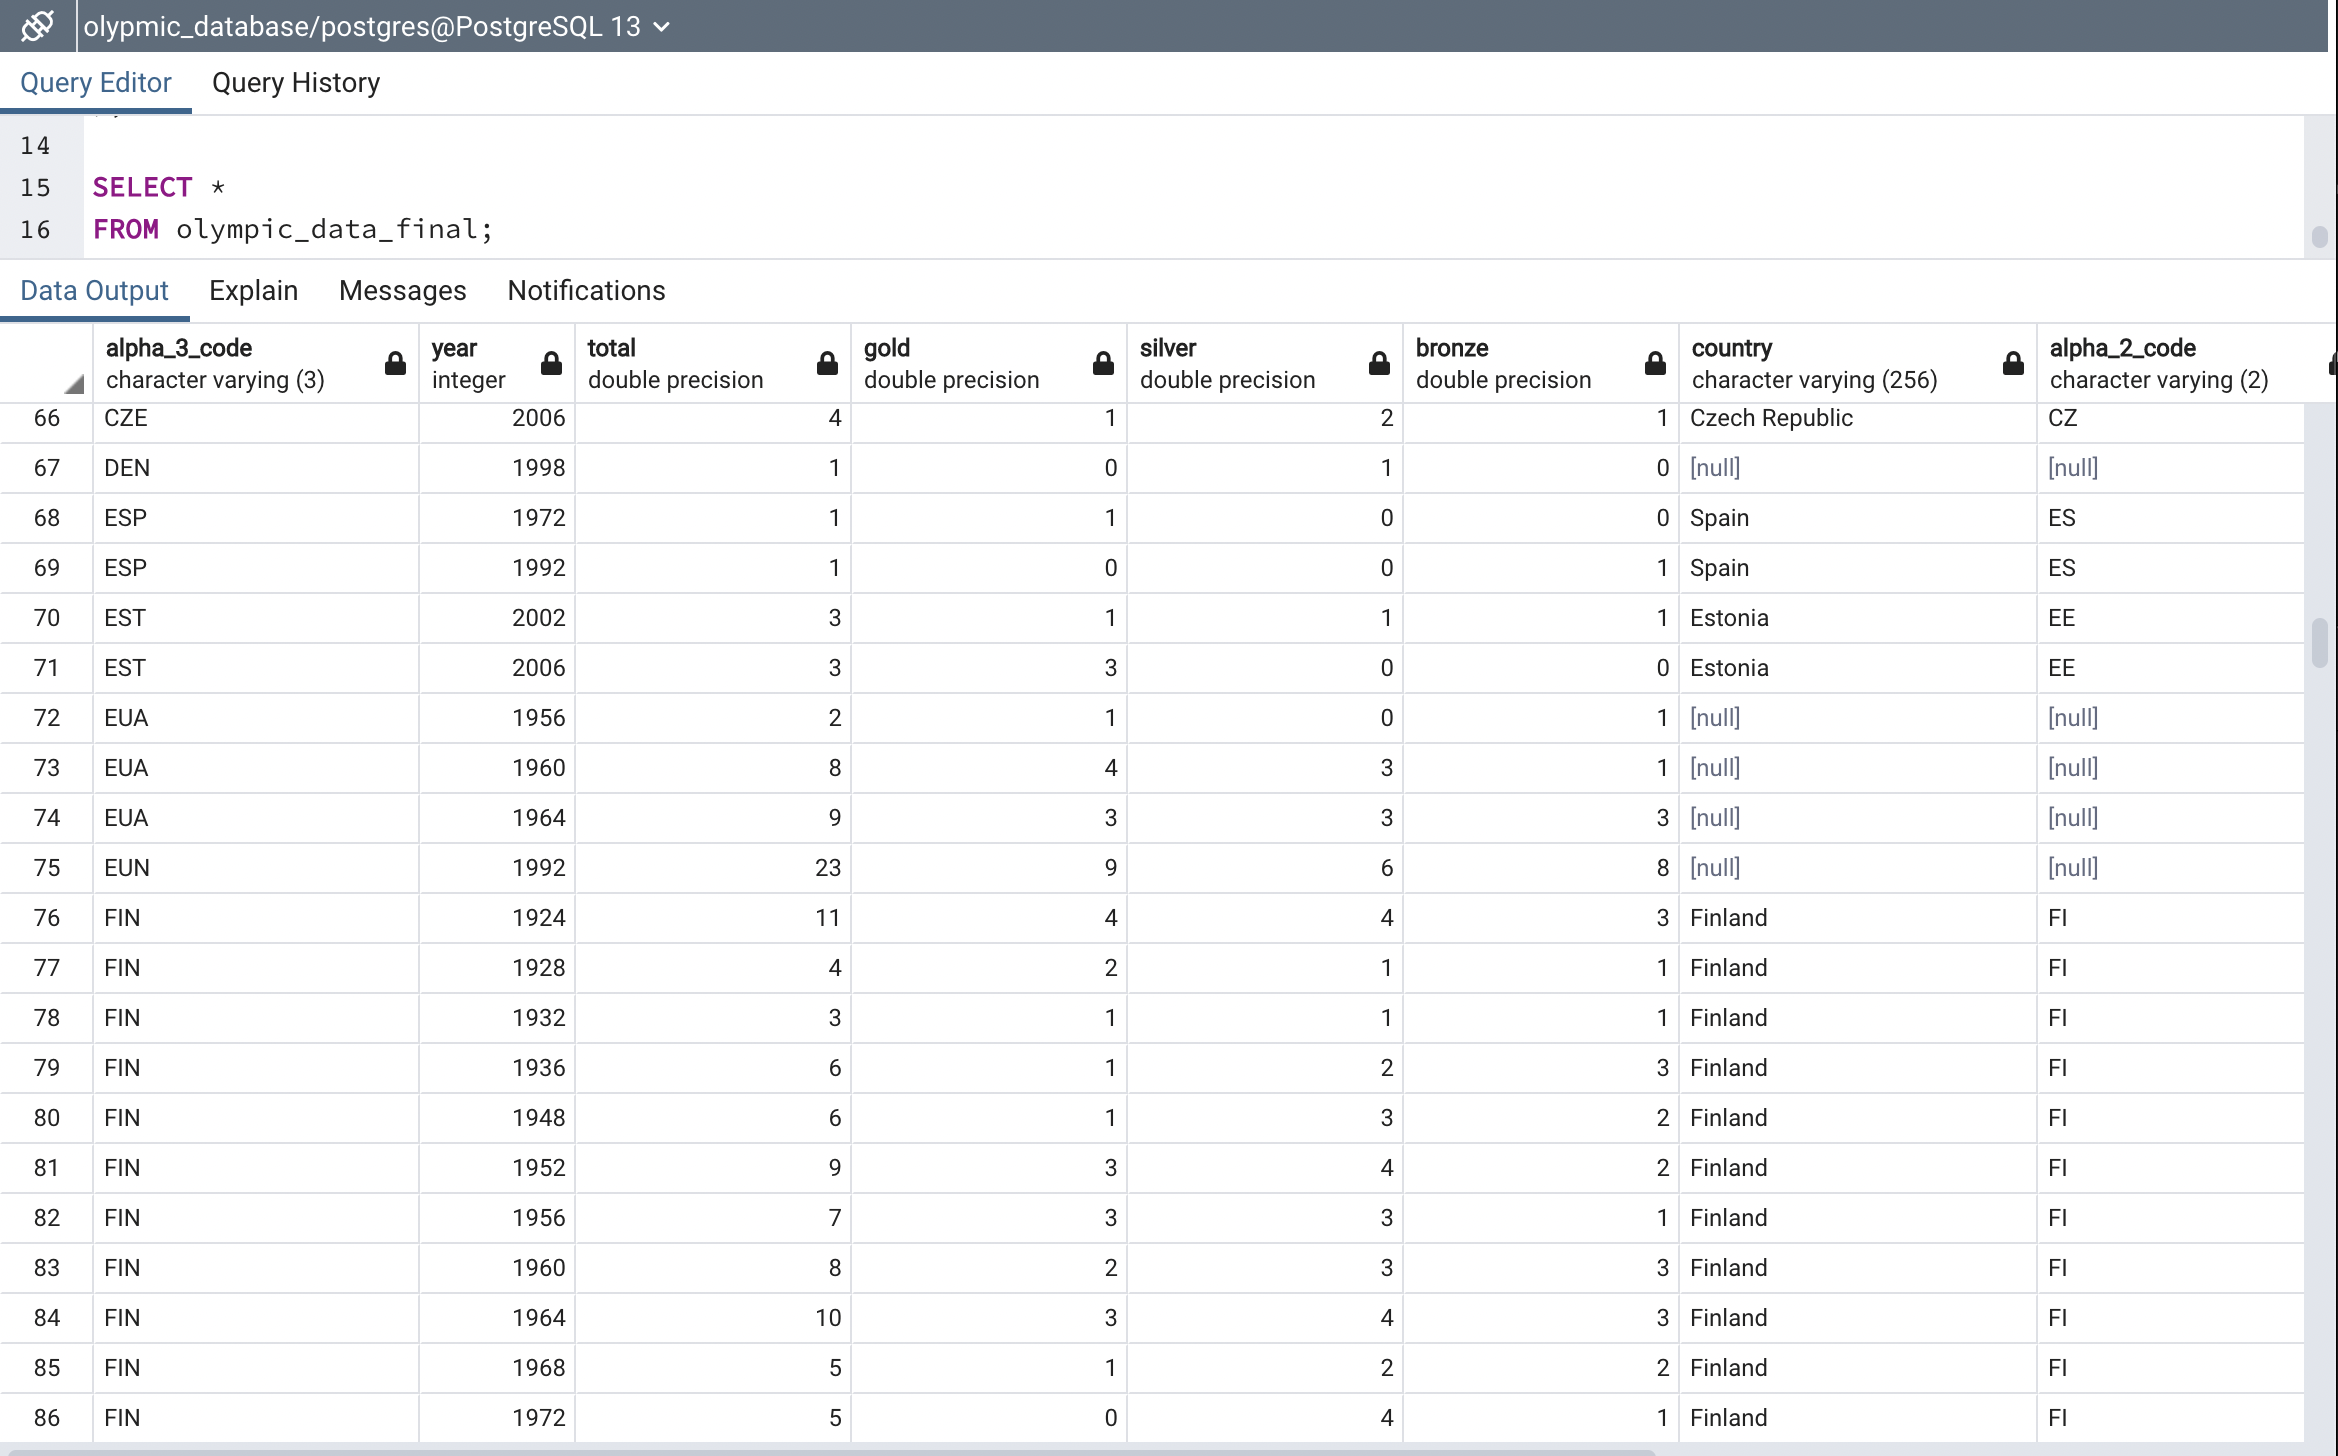 olypmic_database/postgres@PostgreSQL 13
Query Editor Query History
14
15 SELECT *
16 FROM olympic_data_final;
Data Output Explain Messages Notifications
alpha_3_code year total gold silver bronze country alpha_2_code
character varying (3) integer double precision double precision double precision double precision character varying (256) character varying (2)
66 CZE 2006 4 1 2 1 Czech Republic CZ
67 DEN 1998 1 0 1 0 [null] [null]
68 ESP 1972 1 1 0 0 Spain ES
69 ESP 1992 1 0 0 1 Spain ES
70 EST 2002 3 1 1 1 Estonia EE
71 EST 2006 3 3 0 0 Estonia EE
72 EUA 1956 2 1 0 1 [null] [null]
73 EUA 1960 8 4 3 1 [null] [null]
74 EUA 1964 9 3 3 3 [null] [null]
75 EUN 1992 23 9 6 8 [null] [null]
76 FIN 1924 11 4 4 3 Finland FI
77 FIN 1928 4 2 1 1 Finland FI
78 FIN 1932 3 1 1 1 Finland FI
79 FIN 1936 6 1 2 3 Finland FI
80 FIN 1948 6 1 3 2 Finland FI
81 FIN 1952 9 3 4 2 Finland FI
82 FIN 1956 7 3 3 1 Finland FI
83 FIN 1960 8 2 3 3 Finland FI
84 FIN 1964 10 3 4 3 Finland FI
85 FIN 1968 5 1 2 2 Finland FI
86 FIN 1972 5 0 4 1 Finland FI